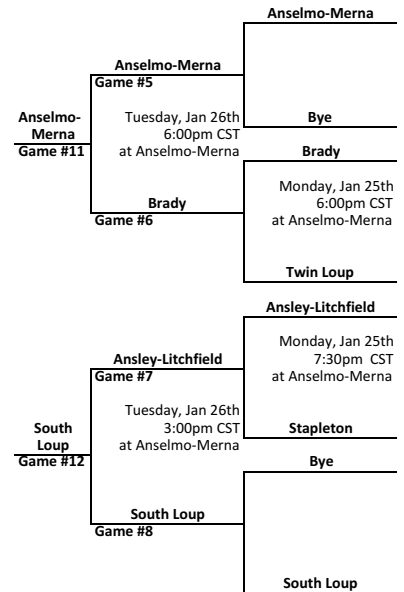 Anselmo-Merna
Anselmo-Merna
Game #5
Anselmo-
Merna
Game #11
Tuesday, Jan 26th
6:00pm CST
at Anselmo-Merna
Bye
Brady
Brady
Game #6
Monday, Jan 25th
6:00pm CST
at Anselmo-Merna
Twin Loup
Ansley-Litchfield
Monday, Jan 25th
7:30pm  CST
at Anselmo-Merna
Ansley-Litchfield
Game #7
South
Loup
Game #12
Tuesday, Jan 26th
3:00pm CST
at Anselmo-Merna
Stapleton
Bye
South Loup
Game #8
South Loup